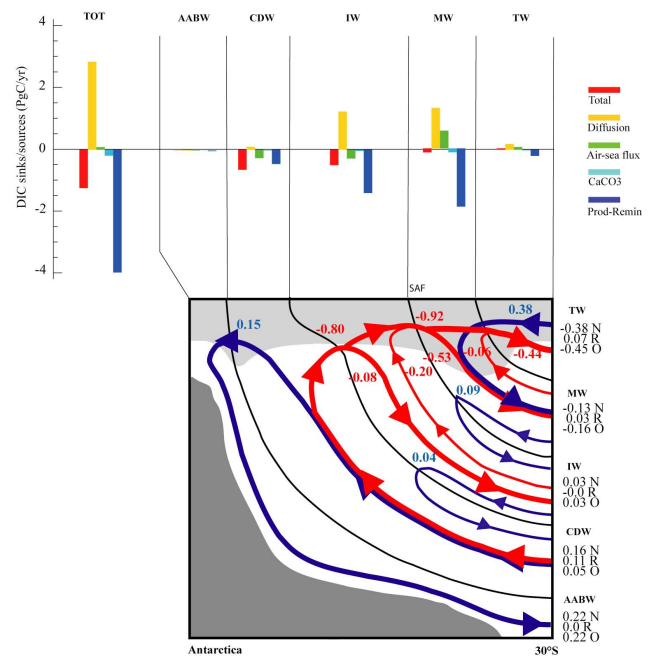 TOT AABW CDW IW MW TW
DIC sinks/sources (PgC/yr)
4
2
0
-2
-4
Total
Diffusion
Air-sea flux
CaCO3
Prod-Remin
SAF
0.15
-0.80
-0.92
0.38
-0.08
-0.20
-0.53
-0.06
-0.44
0.09
0.04
TW
-0.38 N
0.07 R
-0.45 O
MW
-0.13 N
0.03 R
-0.16 O
IW
0.03 N
-0.0 R
0.03 O
CDW
0.16 N
0.11 R
0.05 O
AABW
0.22 N
0.0 R
0.22 O
Antarctica 30°S